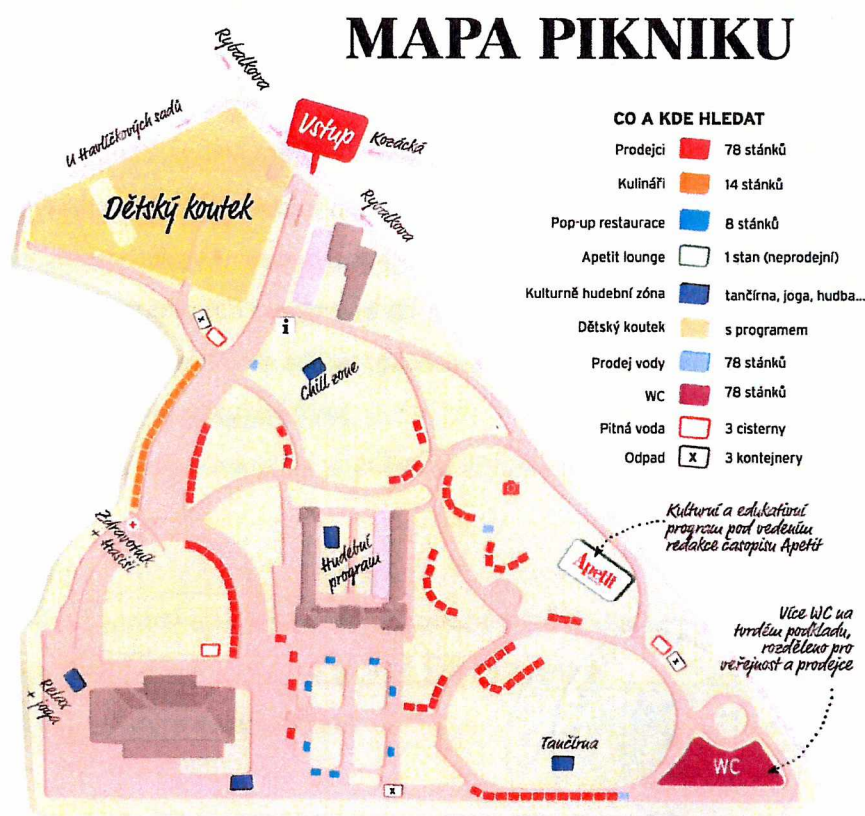 MAPA PIKNIKU
Rybalkova
U Havlíčkových sadů
Vstup
Kozácká
Rybalkova
Dětský koutek
CO A KDE HLEDAT
Prodejci 78 stánků
Kulináři 14 stánků
Pop-up restaurace 8 stánků
Apetit lounge 1 stan (neprodejní)
Kulturně hudební zóna tančírna, joga, hudba...
Dětský koutek s programem
Prodej vody 78 stánků
WC 78 stánků
Pitná voda 3 cisterny
Odpad x 3 kontejnery
x
i
Chill zone
Zdravotník
+ Hasiči
Hudební
program
Apetit
Kulturní a edukativní
program pod vedením
redakce časopisu Apetit
Více WC na
tvrdém podkladu,
rozděleno pro
veřejnost a prodejce
x
Relax
+ joga
Tančírna
WC
x